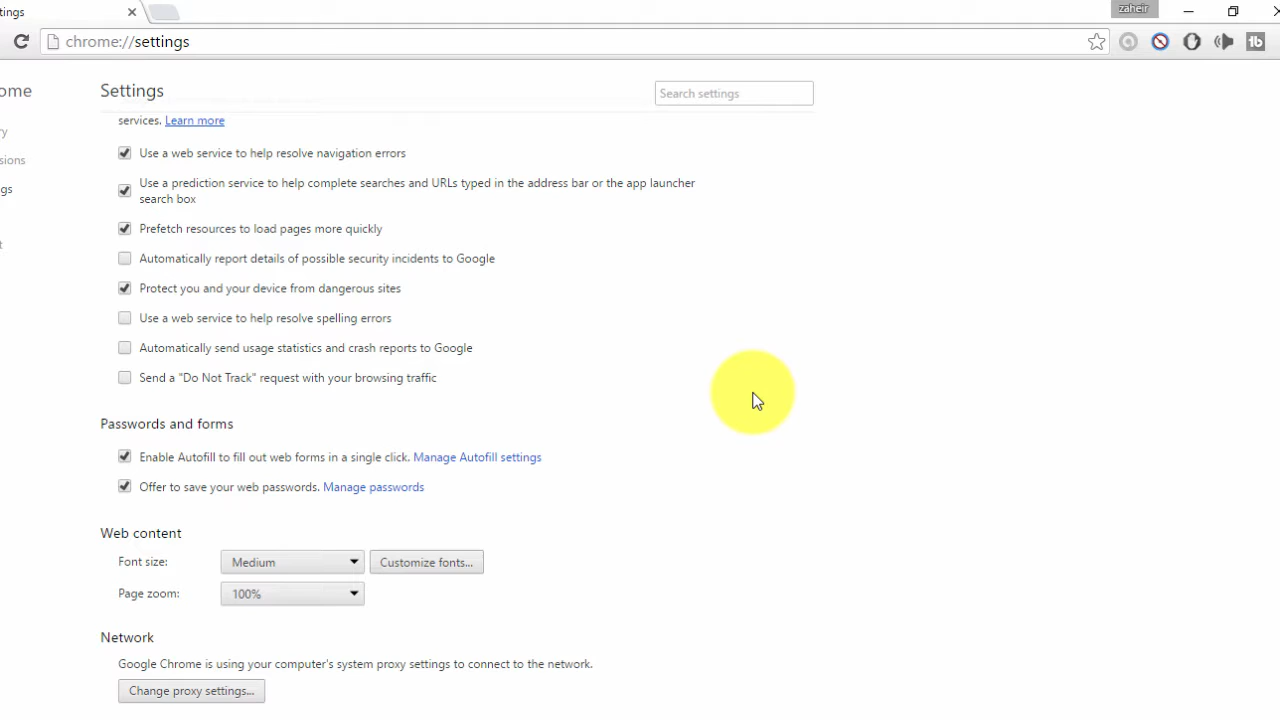 tings
zaheir
chrome://settings
ome
Settings
Search settings
services. Learn more
ry
Use a web service to help resolve navigation errors
sions
Use a prediction service to help complete searches and URLs typed in the address bar or the app launcher
search box
gs
Prefetch resources to load pages more quickly
t
Automatically report details of possible security incidents to Google
Protect you and your device from dangerous sites
Use a web service to help resolve spelling errors
Automatically send usage statistics and crash reports to Google
Send a "Do Not Track" request with your browsing traffic
Passwords and forms
Enable Autofill to fill out web forms in a single click. Manage Autofill settings
Offer to save your web passwords. Manage passwords
Web content
Font size: Medium Customize fonts...
Page zoom: 100%
Network
Google Chrome is using your computer's system proxy settings to connect to the network.
Change proxy settings...